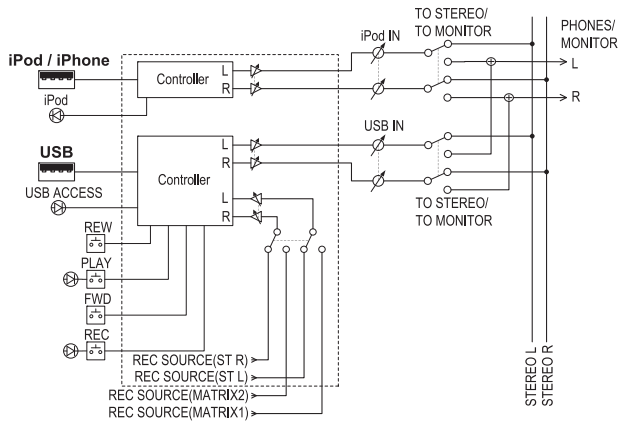 TO STEREO/
TO MONITOR
PHONES/
MONITOR
iPod IN
iPod / iPhone
L
R
Controller
L
R
iPod
USB IN
USB
L
R
Controller
L
R
USB ACCESS
TO STEREO/
TO MONITOR
REW
PLAY
FWD
REC
REC SOURCE(ST R)
REC SOURCE(ST L)
REC SOURCE(MATRIX2)
REC SOURCE(MATRIX1)
STEREO L
STEREO R